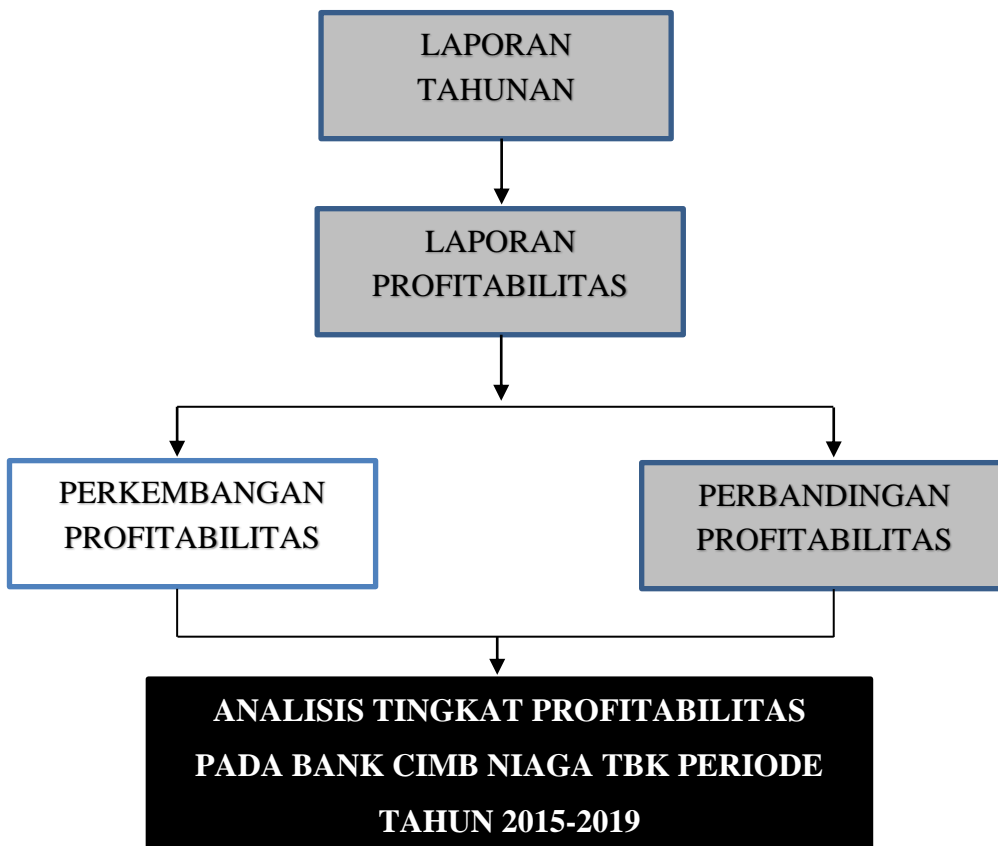 LAPORAN
TAHUNAN
LAPORAN
PROFITABILITAS
PERKEMBANGAN
PROFITABILITAS
PERBANDINGAN
PROFITABILITAS
ANALISIS TINGKAT PROFITABILITAS
PADA BANK CIMB NIAGA TBK PERIODE
TAHUN 2015-2019